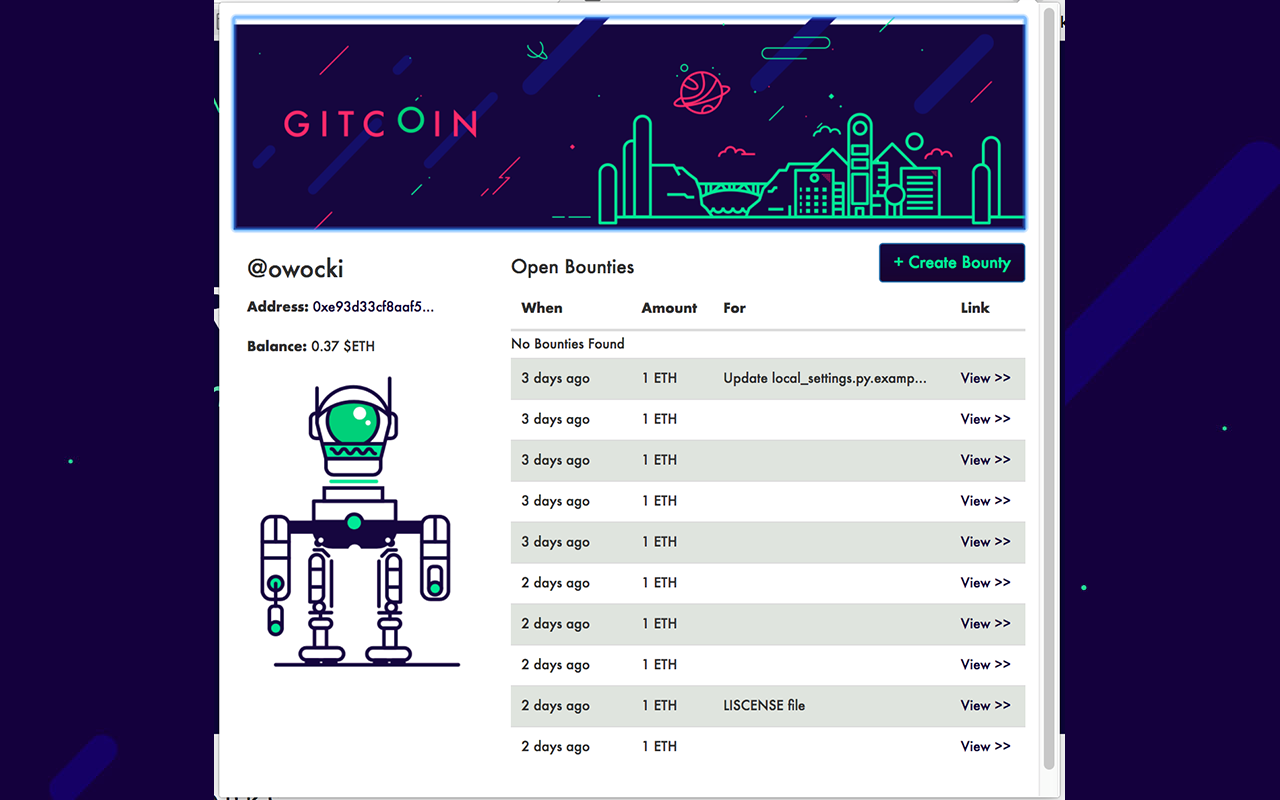 GITCOIN
@owocki
Address: 0xe93d33cf8aaf5...
Balance: 0.37 $ETH
Open Bounties
+ Create Bounty
When Amount For Link
No Bounties Found
3 days ago 1 ETH Update local_settings.py.examp... View >>
3 days ago 1 ETH View >>
3 days ago 1 ETH View >>
3 days ago 1 ETH View >>
3 days ago 1 ETH View >>
2 days ago 1 ETH View >>
2 days ago 1 ETH View >>
2 days ago 1 ETH View >>
2 days ago 1 ETH LISCENSE file View >>
2 days ago 1 ETH View >>